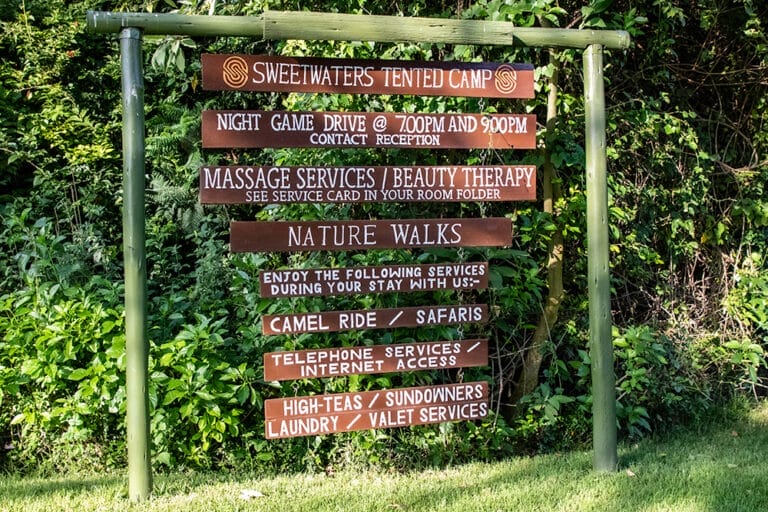 SWEETWATERS TENTED CAMP
NIGHT GAME DRIVE @ 7.00PM AND 9.00PM
CONTACT RECEPTION
MASSAGE SERVICES / BEAUTY THERAPY
SEE SERVICE CARD IN YOUR ROOM FOLDER
NATURE WALKS
ENJOY THE FOLLOWING SERVICES
DURING YOUR STAY WITH US:-
CAMEL RIDE / SAFARIS
TELEPHONE SERVICES /
INTERNET ACCESS
HIGH-TEAS / SUNDOWNERS
LAUNDRY / VALET SERVICES